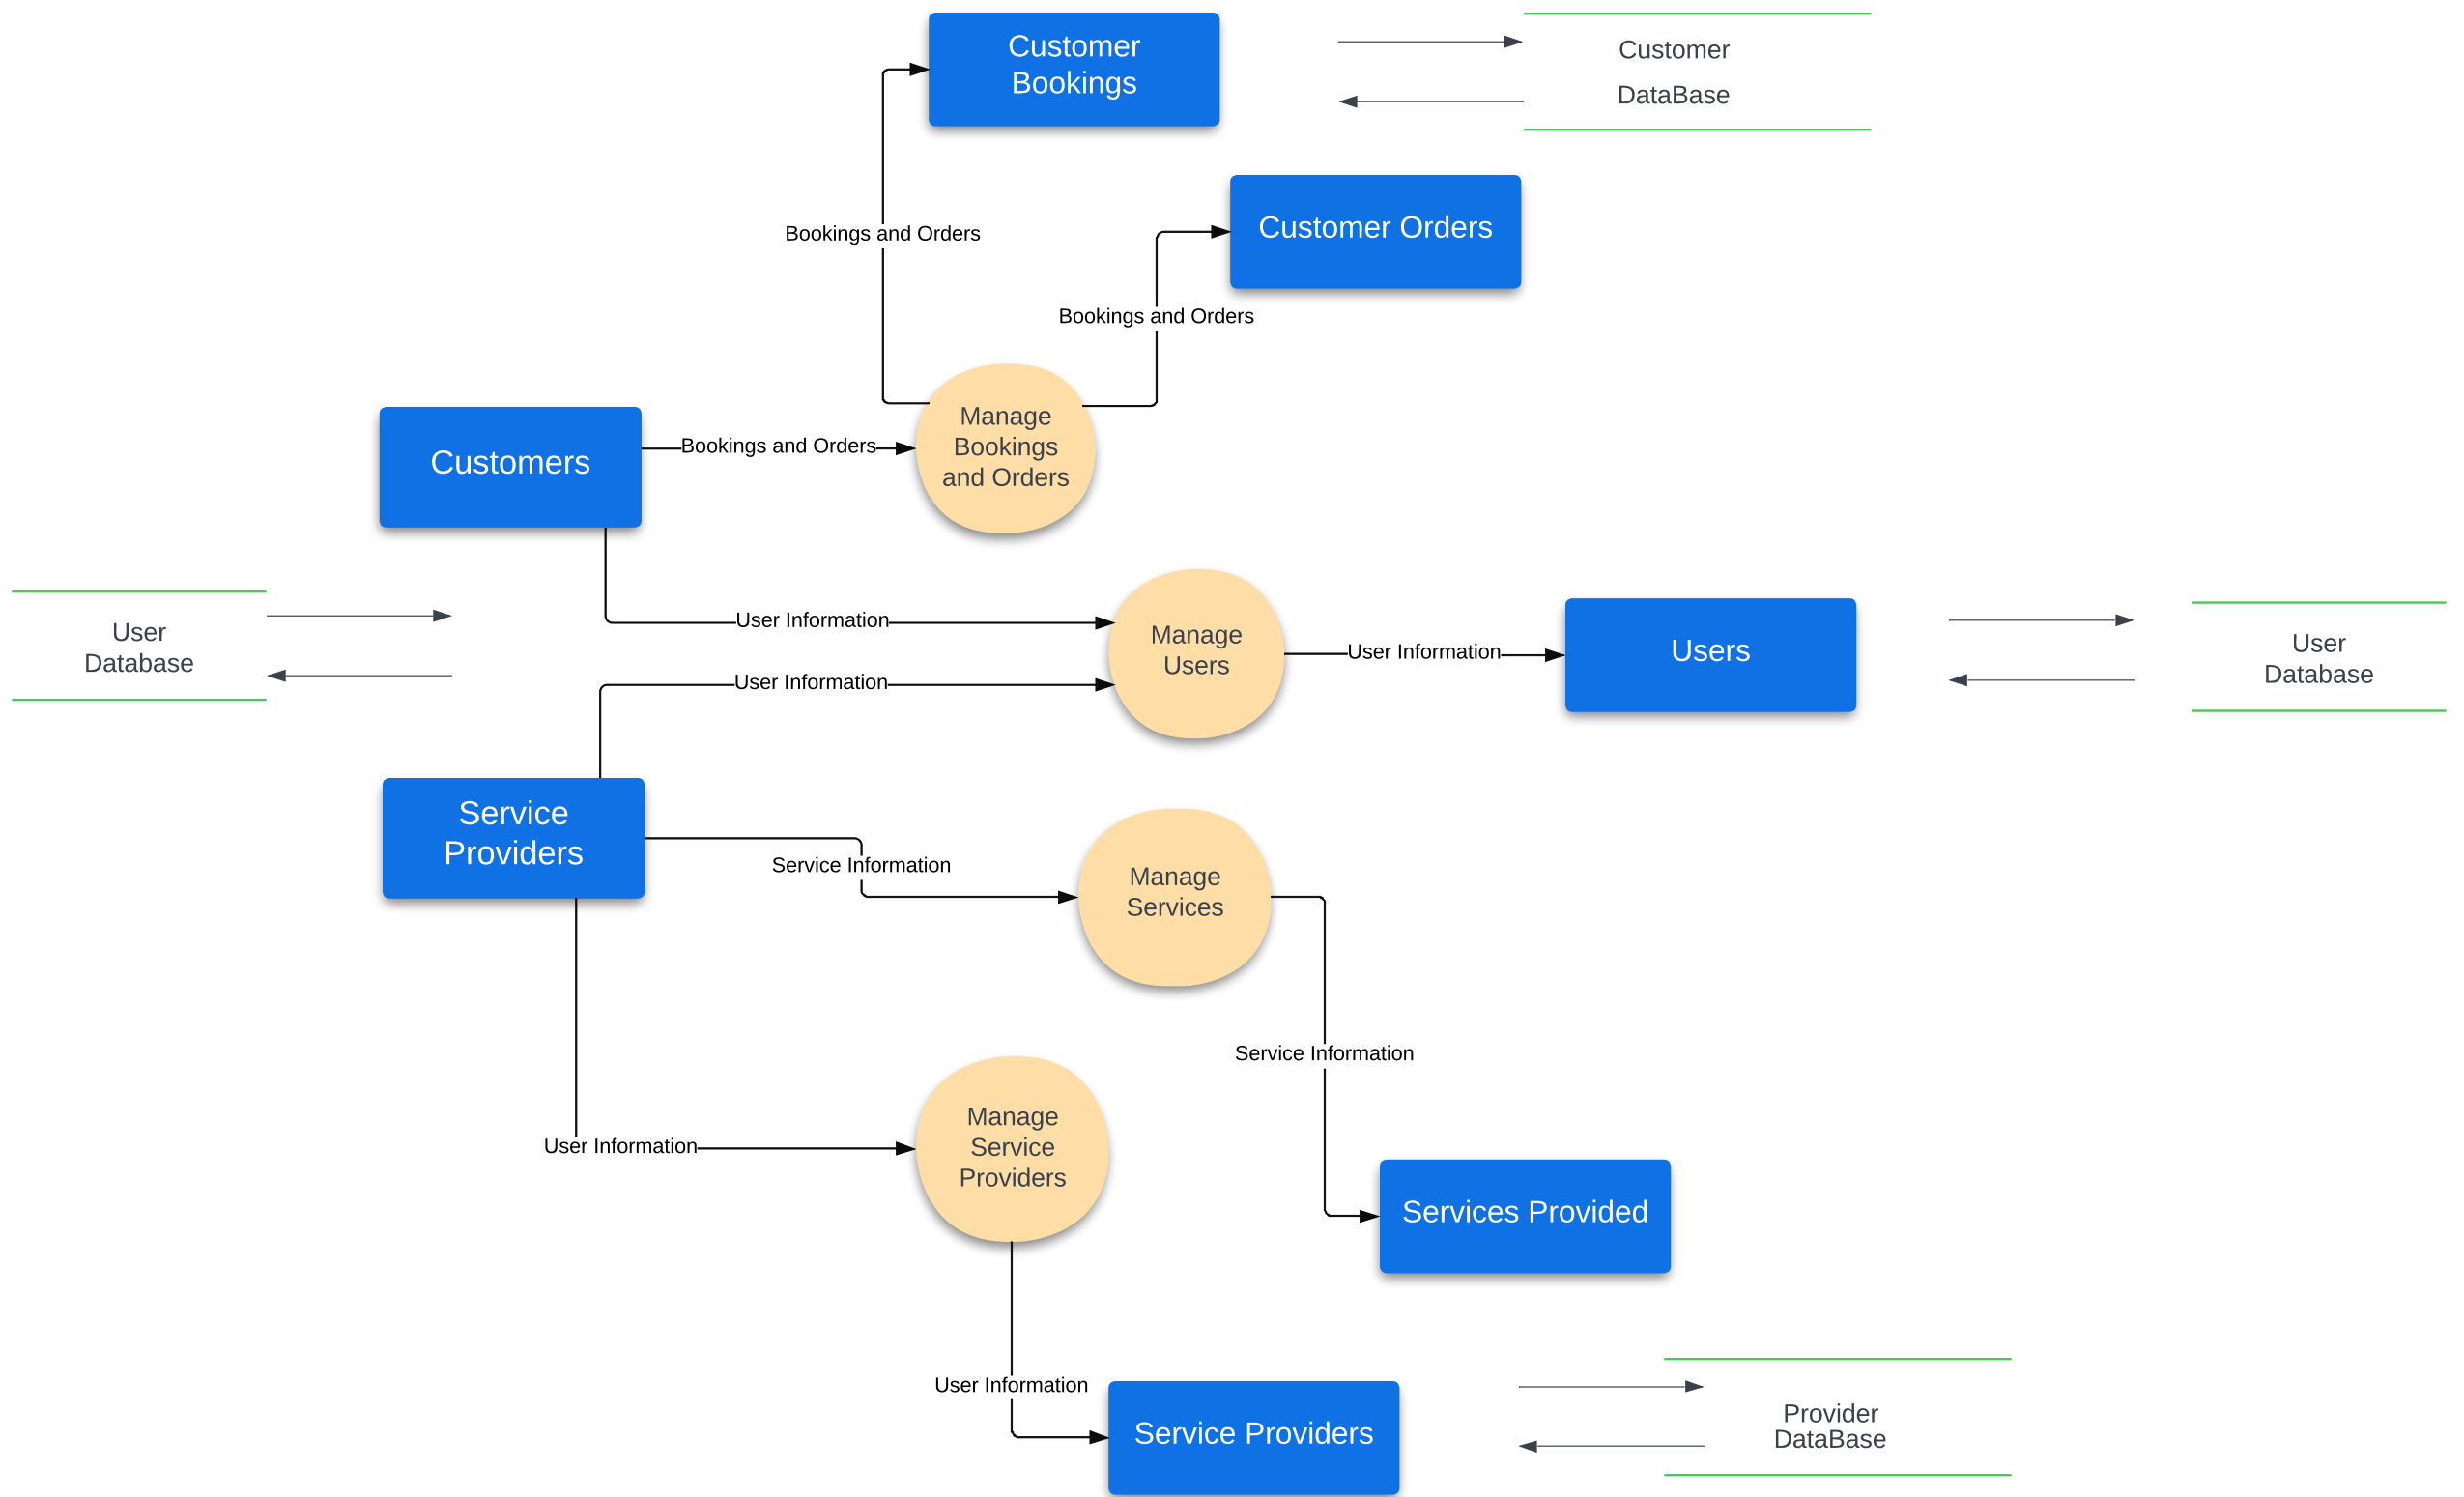 Customer
Bookings
Customer
DataBase
Customer Orders
Bookings and Orders
Bookings and Orders
Manage
Bookings
and Orders
Customers
Bookings and Orders
User
Database
User Information
Manage
Users
User Information
Users
User
Database
User Information
Service
Providers
Service Information
Manage
Services
Service Information
Manage
Service
Providers
User Information
Services Provided
User Information
Service Providers
Provider
DataBase